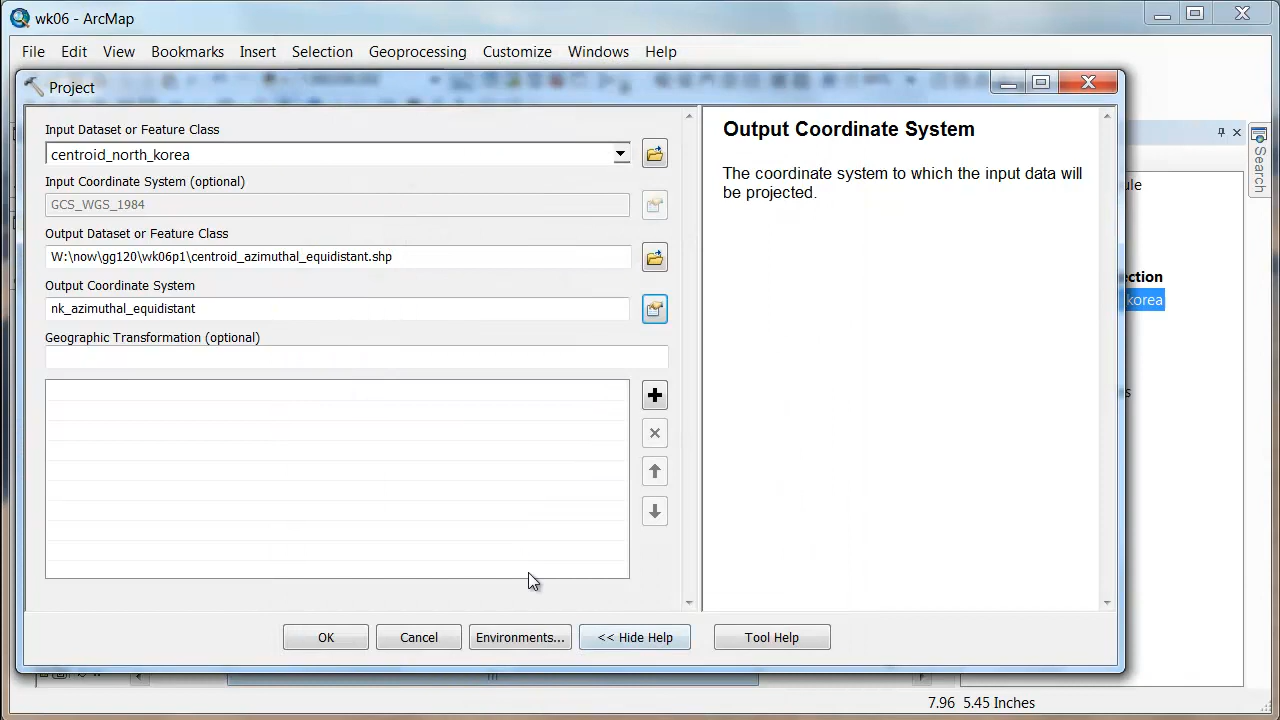 wk06 - ArcMap
File Edit View Bookmarks Insert Selection Geoprocessing Customize Windows Help
Project
Input Dataset or Feature Class
centroid_north_korea
Input Coordinate System (optional)
GCS_WGS_1984
Output Dataset or Feature Class
W:\now\gg120\wk06p1\centroid_azimuthal_equidistant.shp
Output Coordinate System
nk_azimuthal_equidistant
Geographic Transformation (optional)
OK Cancel Environments... << Hide Help Tool Help
Output Coordinate System
The coordinate system to which the input data will
be projected.
Search
ule
ection
korea
s
7.96 5.45 Inches